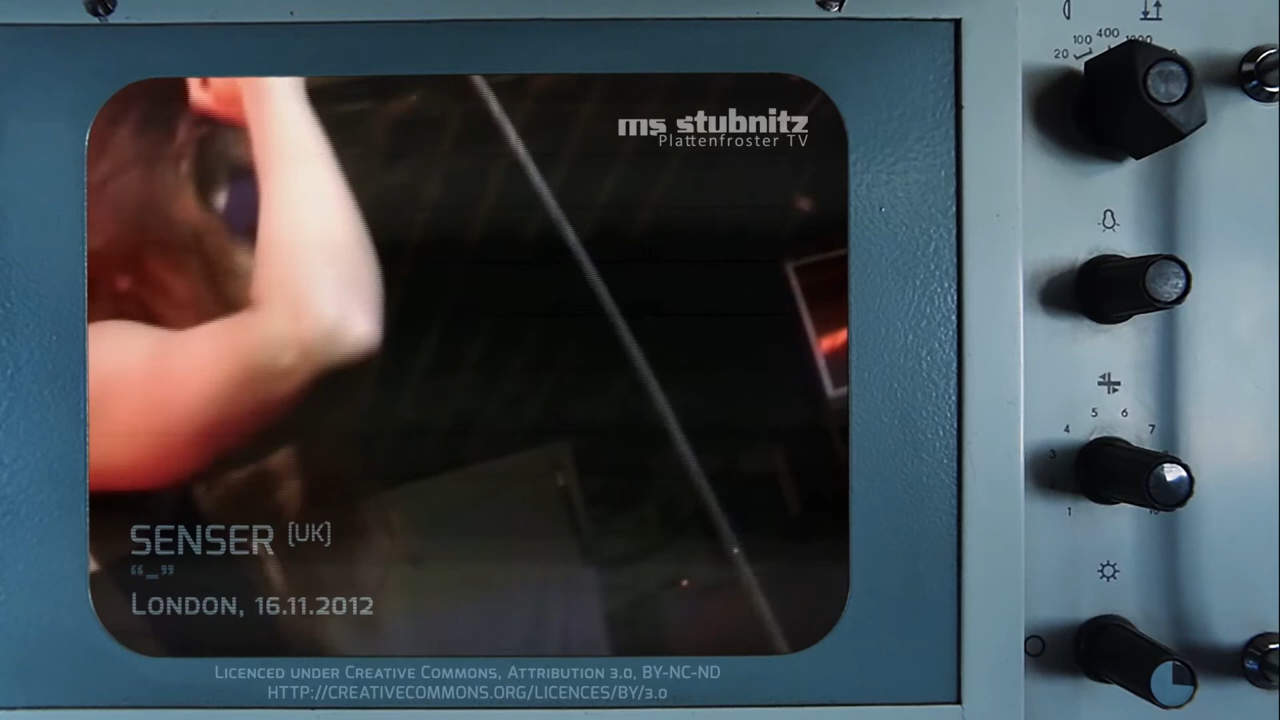 ms stubnitz
Plattenfroster TV
20 100 400 1000
5 6
4 7
3
1 10
SENSER [UK]
“_”
LONDON, 16.11.2012
LICENCED UNDER CREATIVE COMMONS, ATTRIBUTION 3.0, BY-NC-ND
HTTP://CREATIVECOMMONS.ORG/LICENCES/BY/3.0